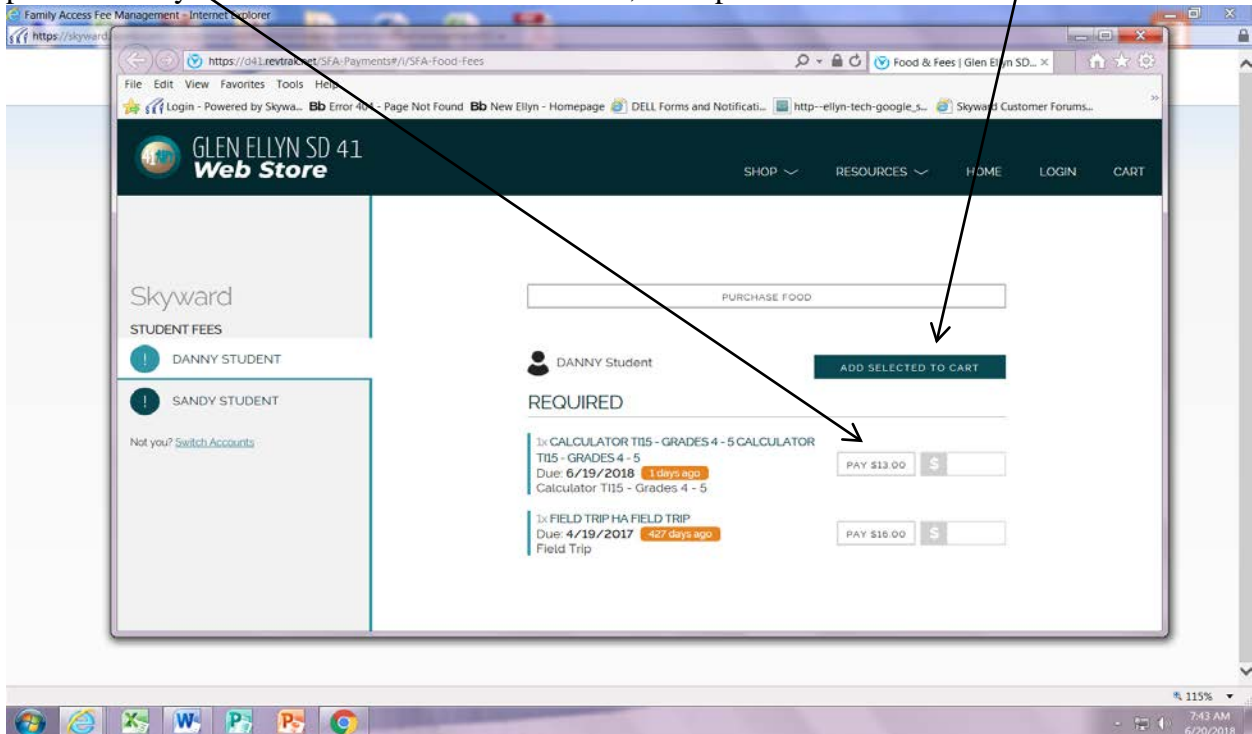 Family Access Fee Management - Internet Explorer
https://skyward.
https://d41.revtrak.net/SFA-Payments#/i/SFA-Food-Fees
Food & Fees | Glen Ellyn SD... ×
File Edit View Favorites Tools Help
Login - Powered by Skywa... Bb Error 404 - Page Not Found Bb New Ellyn - Homepage DELL Forms and Notificati... http--ellyn-tech-google_s... Skyward Customer Forums...
GLEN ELLYN SD 41
Web Store
SHOP RESOURCES HOME LOGIN CART
Skyward
STUDENT FEES
! DANNY STUDENT
! SANDY STUDENT
Not you? Switch Accounts
PURCHASE FOOD
DANNY Student
ADD SELECTED TO CART
REQUIRED
1x CALCULATOR TI15 - GRADES 4 - 5 CALCULATOR
TI15 - GRADES 4 - 5
Due: 6/19/2018 1 days ago
Calculator TI15 - Grades 4 - 5
PAY $13.00 $
1x FIELD TRIP HA FIELD TRIP
Due: 4/19/2017 427 days ago
Field Trip
PAY $16.00 $
115%
7:43 AM
6/20/2018